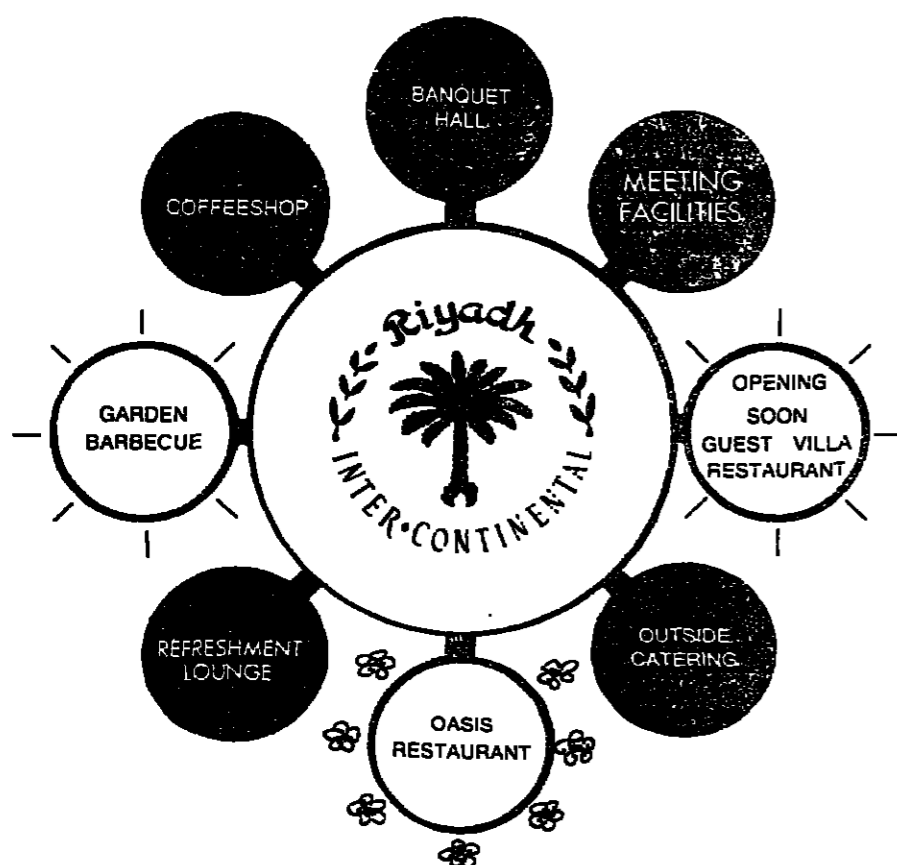 BANQUET
HALL
COFFEESHOP
MEETING
FACILITIES
Riyadh
INTER•CONTINENTAL
GARDEN
BARBECUE
OPENING
SOON
GUEST VILLA
RESTAURANT
REFRESHMENT
LOUNGE
OUTSIDE
CATERING
OASIS
RESTAURANT